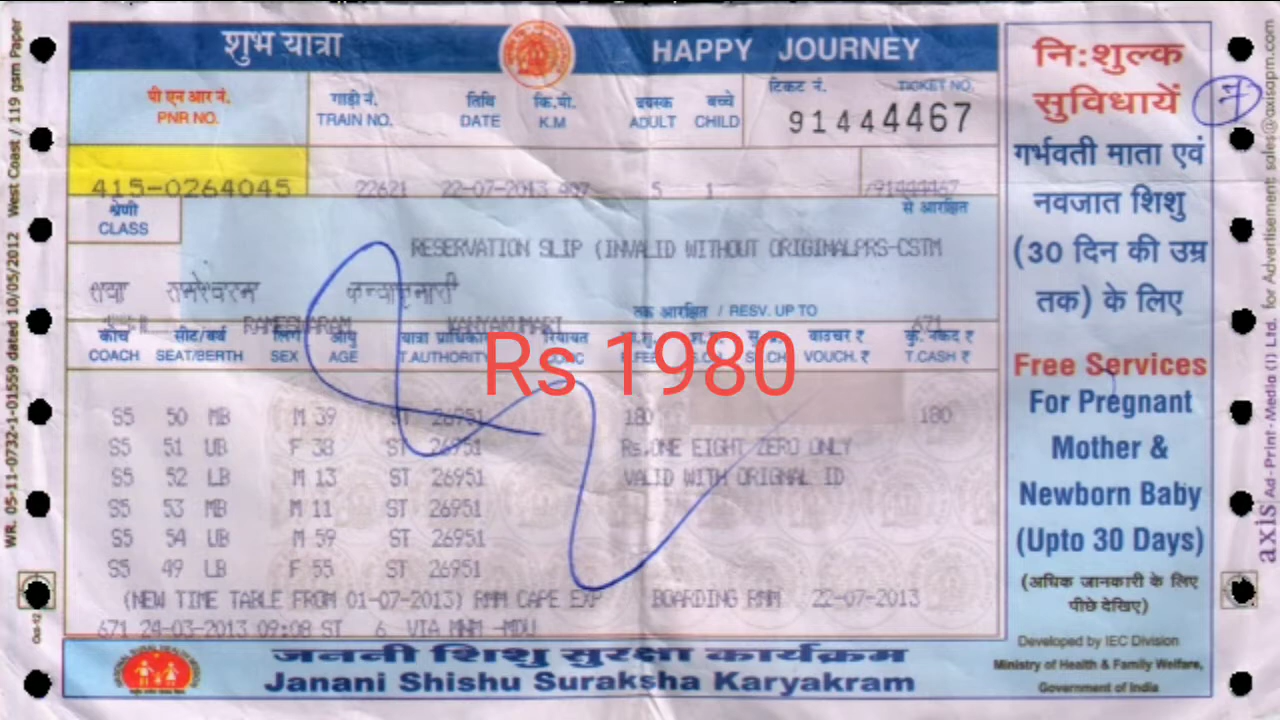 शुभ यात्रा HAPPY JOURNEY
पी एन आर नं. गाड़ी नं. तिथि कि.मी. वयस्क बच्चे टिकट नं. TICKET NO.
PNR NO. TRAIN NO. DATE K.M ADULT CHILD 91444467
415-0264045 22621 22-07-2013 407 5 1 /91444467
श्रेणी से आरक्षित
CLASS
RESERVATION SLIP (INVALID WITHOUT ORIGINALPRS-CSTM
तक आरक्षित / RESV. UP TO
RAMESWARAM KANYAKUMARI 671
कोच सीट/बर्थ लिंग आयु यात्रा प्राधिकार रियायत वाउचर ₹ कु. नकद ₹
COACH SEAT/BERTH SEX AGE T.AUTHORITY VOUCH.₹ T.CASH ₹
Rs 1980
S5 50 MB M 39 ST 26951 180 180
S5 51 UB F 38 ST 26951 Rs.ONE EIGHT ZERO ONLY
S5 52 LB M 13 ST 26951 VALID WITH ORIGNAL ID
S5 53 MB M 11 ST 26951
S5 54 UB M 59 ST 26951
S5 49 LB F 55 ST 26951
(NEW TIME TABLE FROM 01-07-2013) RMM CAPE EXP BOARDING RMM 22-07-2013
671 24-03-2013 09:08 ST 6 VIA MNM -MDU
जननी शिशु सुरक्षा कार्यक्रम
Janani Shishu Suraksha Karyakram
नि:शुल्क
सुविधायें
7
गर्भवती माता एवं
नवजात शिशु
(30 दिन की उम्र
तक) के लिए
Free Services
For Pregnant
Mother &
Newborn Baby
(Upto 30 Days)
(अधिक जानकारी के लिए
पीछे देखिए)
Developed by IEC Division
Ministry of Health & Family Welfare,
Government of India
WR. 05-11-0732-1-01559 dated 10/05/2012 West Coast / 119 gsm Paper
Oct-12
axis Ad-Print-Media (I) Ltd. for Advertisement sales@axisapm.com